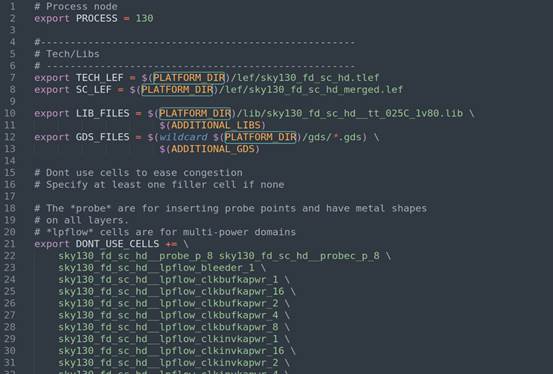 1 # Process node
2 export PROCESS = 130
3
4 #---------------------------------------------------
5 # Tech/Libs
6 # --------------------------------------------------
7 export TECH_LEF = $(PLATFORM_DIR)/lef/sky130_fd_sc_hd.tlef
8 export SC_LEF = $(PLATFORM_DIR)/lef/sky130_fd_sc_hd_merged.lef
9
10 export LIB_FILES = $(PLATFORM_DIR)/lib/sky130_fd_sc_hd__tt_025C_1v80.lib \
11 $(ADDITIONAL_LIBS)
12 export GDS_FILES = $(wildcard $(PLATFORM_DIR)/gds/*.gds) \
13 $(ADDITIONAL_GDS)
14
15 # Dont use cells to ease congestion
16 # Specify at least one filler cell if none
17
18 # The *probe* are for inserting probe points and have metal shapes
19 # on all layers.
20 # *lpflow* cells are for multi-power domains
21 export DONT_USE_CELLS += \
22 sky130_fd_sc_hd__probe_p_8 sky130_fd_sc_hd__probec_p_8 \
23 sky130_fd_sc_hd__lpflow_bleeder_1 \
24 sky130_fd_sc_hd__lpflow_clkbufkapwr_1 \
25 sky130_fd_sc_hd__lpflow_clkbufkapwr_16 \
26 sky130_fd_sc_hd__lpflow_clkbufkapwr_2 \
27 sky130_fd_sc_hd__lpflow_clkbufkapwr_4 \
28 sky130_fd_sc_hd__lpflow_clkbufkapwr_8 \
29 sky130_fd_sc_hd__lpflow_clkinvkapwr_1 \
30 sky130_fd_sc_hd__lpflow_clkinvkapwr_16 \
31 sky130_fd_sc_hd__lpflow_clkinvkapwr_2 \